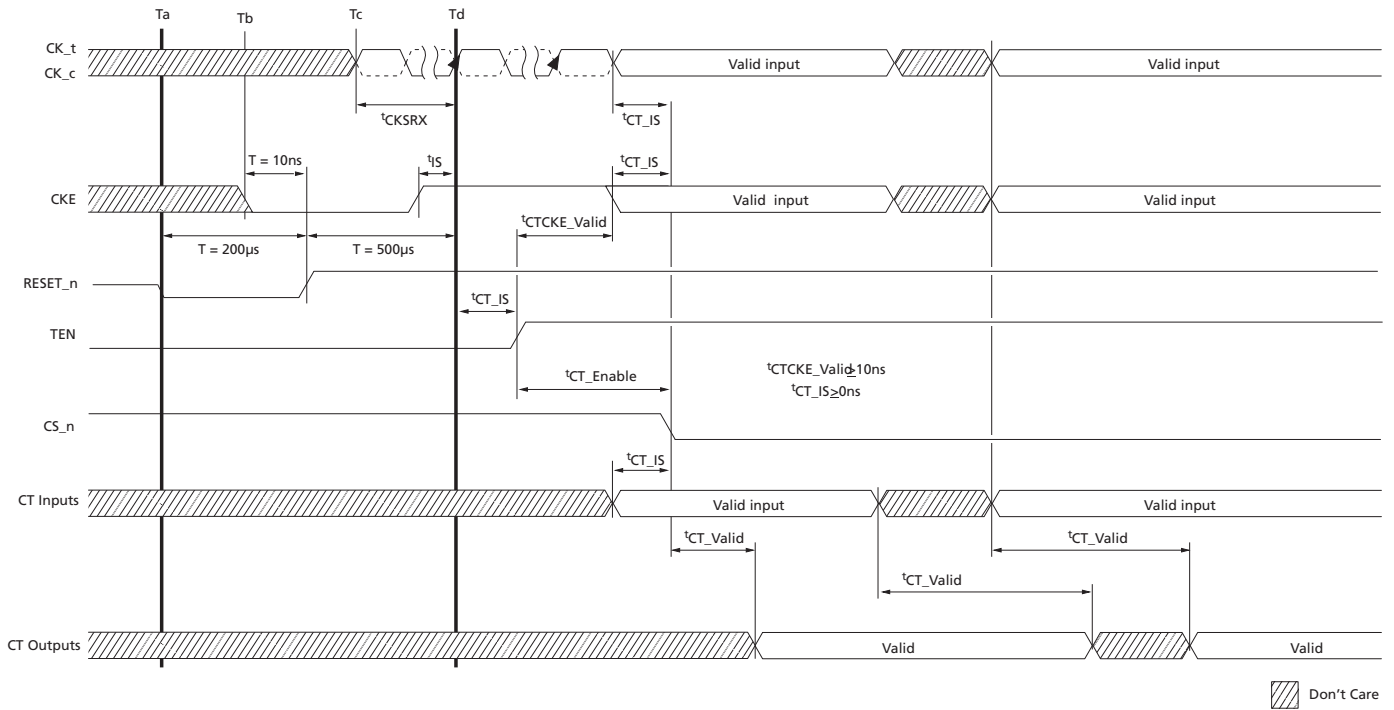 Ta Tb Tc Td
CK_t
CK_c
Valid input Valid input
tCKSRX tCT_IS
T = 10ns tIS tCT_IS
CKE Valid input Valid input
tCTCKE_Valid
T = 200µs T = 500µs
RESET_n
tCT_IS
TEN
tCT_Enable tCTCKE_Valid≥10ns
tCT_IS≥0ns
CS_n
tCT_IS
CT Inputs Valid input Valid input
tCT_Valid tCT_Valid
tCT_Valid
CT Outputs Valid Valid
Don't Care